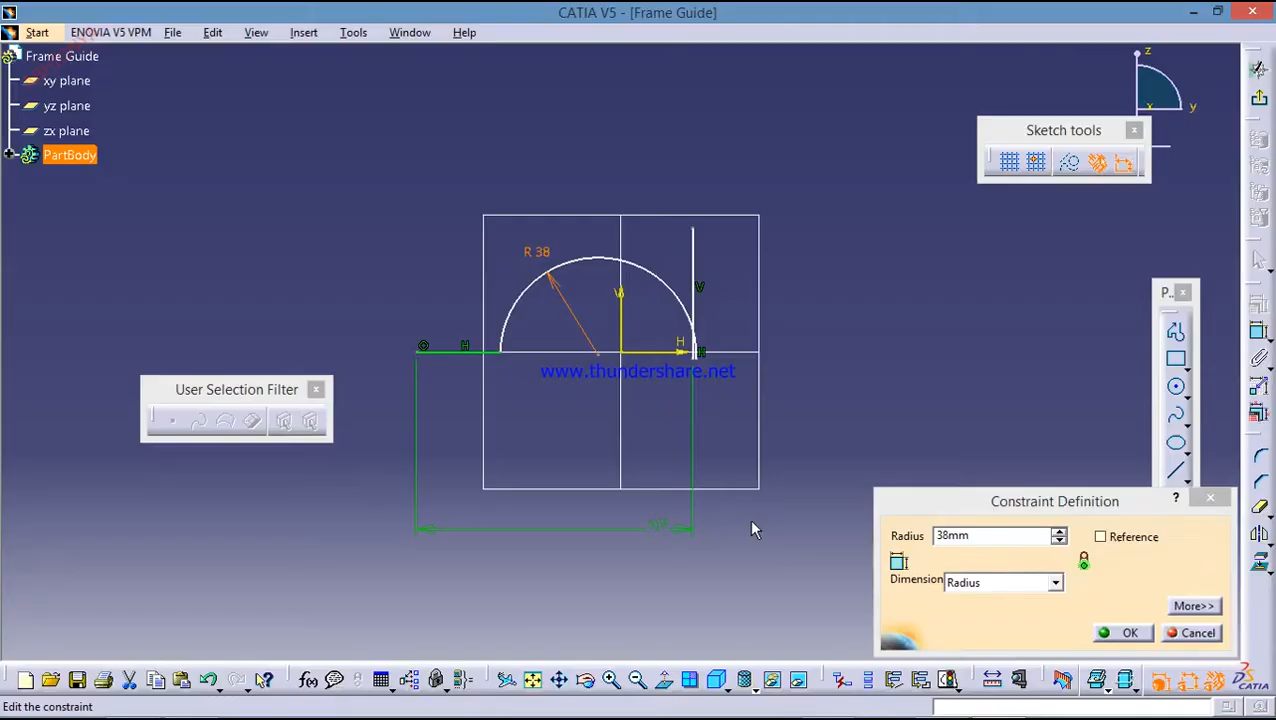 CATIA V5 - [Frame Guide]
Start ENOVIA V5 VPM File Edit View Insert Tools Window Help
Frame Guide
xy plane
yz plane
zx plane
PartBody
z
y
x
Sketch tools
P..
R 38
V
V
H
O
H
H
www.thundershare.net
User Selection Filter
Constraint Definition
?
Radius 38mm Reference
Dimension Radius
More>>
OK Cancel
f(x)
CATIA
Edit the constraint